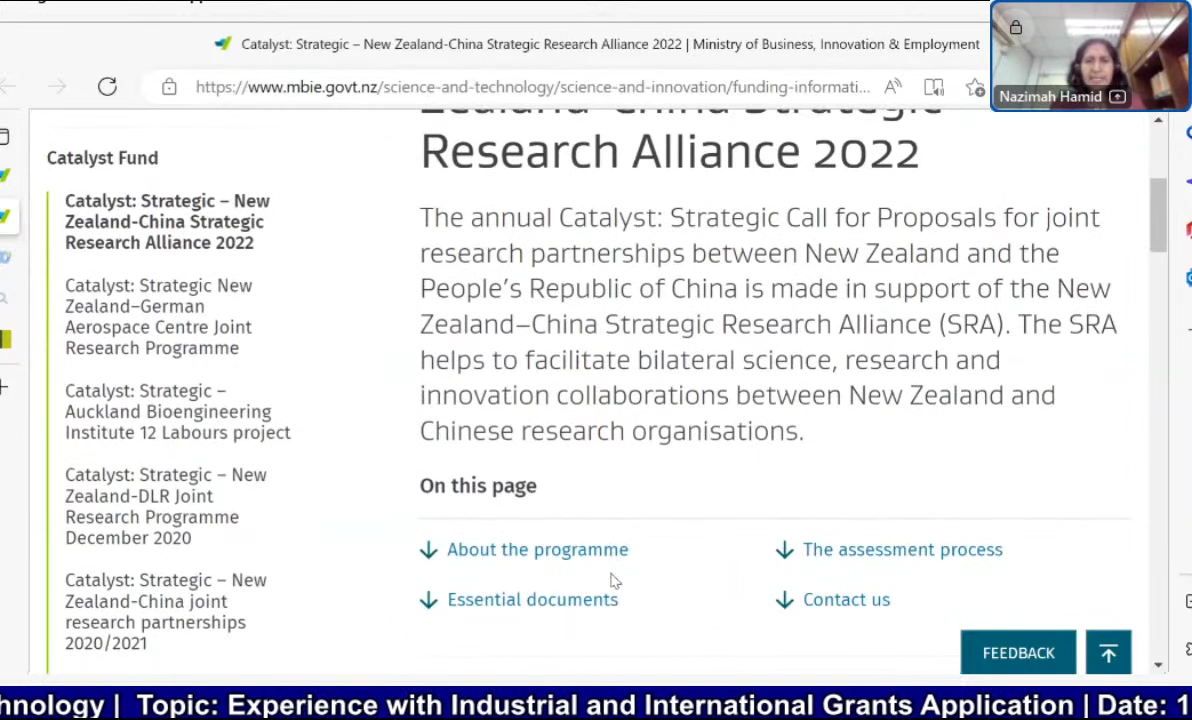 Catalyst: Strategic – New Zealand-China Strategic Research Alliance 2022 | Ministry of Business, Innovation & Employment
https://www.mbie.govt.nz/science-and-technology/science-and-innovation/funding-informati...
Nazimah Hamid
Catalyst Fund
Catalyst: Strategic – New
Zealand-China Strategic
Research Alliance 2022
Catalyst: Strategic New
Zealand–German
Aerospace Centre Joint
Research Programme
Catalyst: Strategic –
Auckland Bioengineering
Institute 12 Labours project
Catalyst: Strategic – New
Zealand-DLR Joint
Research Programme
December 2020
Catalyst: Strategic – New
Zealand-China joint
research partnerships
2020/2021
Zealand-China Strategic
Research Alliance 2022
The annual Catalyst: Strategic Call for Proposals for joint
research partnerships between New Zealand and the
People's Republic of China is made in support of the New
Zealand–China Strategic Research Alliance (SRA). The SRA
helps to facilitate bilateral science, research and
innovation collaborations between New Zealand and
Chinese research organisations.
On this page
About the programme
The assessment process
Essential documents
Contact us
FEEDBACK
hnology | Topic: Experience with Industrial and International Grants Application | Date: 1